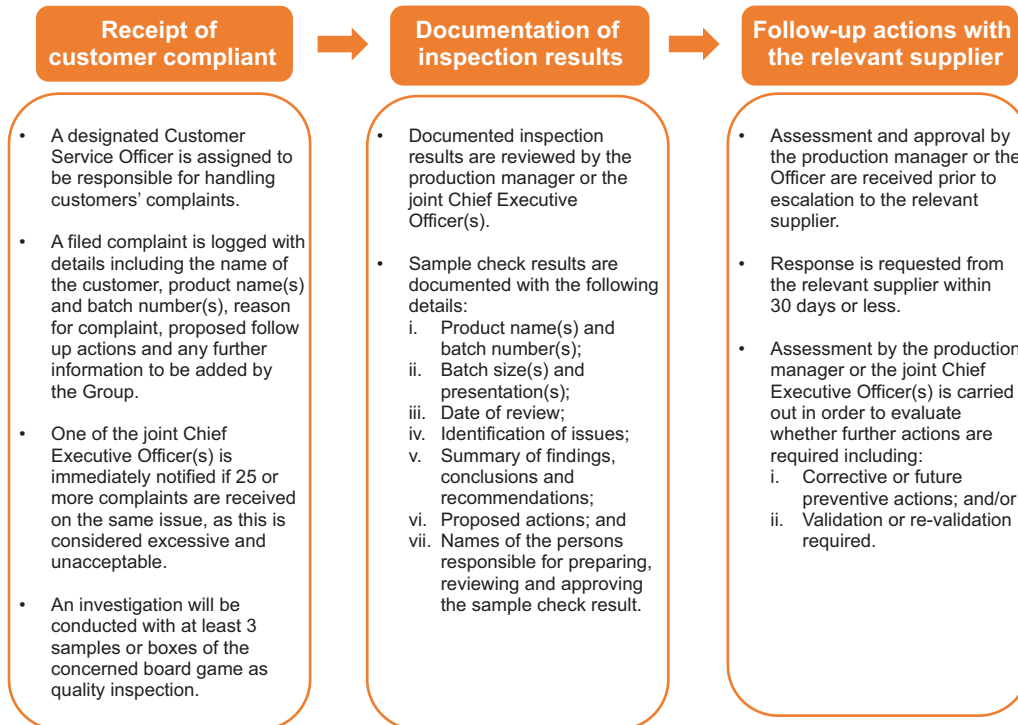 Receipt of
customer compliant
• A designated Customer
Service Officer is assigned to
be responsible for handling
customers’ complaints.
• A filed complaint is logged with
details including the name of
the customer, product name(s)
and batch number(s), reason
for complaint, proposed follow
up actions and any further
information to be added by
the Group.
• One of the joint Chief
Executive Officer(s) is
immediately notified if 25 or
more complaints are received
on the same issue, as this is
considered excessive and
unacceptable.
• An investigation will be
conducted with at least 3
samples or boxes of the
concerned board game as
quality inspection.
Documentation of
inspection results
• Documented inspection
results are reviewed by the
production manager or the
joint Chief Executive
Officer(s).
• Sample check results are
documented with the following
details:
i. Product name(s) and
batch number(s);
ii. Batch size(s) and
presentation(s);
iii. Date of review;
iv. Identification of issues;
v. Summary of findings,
conclusions and
recommendations;
vi. Proposed actions; and
vii. Names of the persons
responsible for preparing,
reviewing and approving
the sample check result.
Follow-up actions with
the relevant supplier
• Assessment and approval by
the production manager or the
Officer are received prior to
escalation to the relevant
supplier.
• Response is requested from
the relevant supplier within
30 days or less.
• Assessment by the production
manager or the joint Chief
Executive Officer(s) is carried
out in order to evaluate
whether further actions are
required including:
i. Corrective or future
preventive actions; and/or
ii. Validation or re-validation
required.